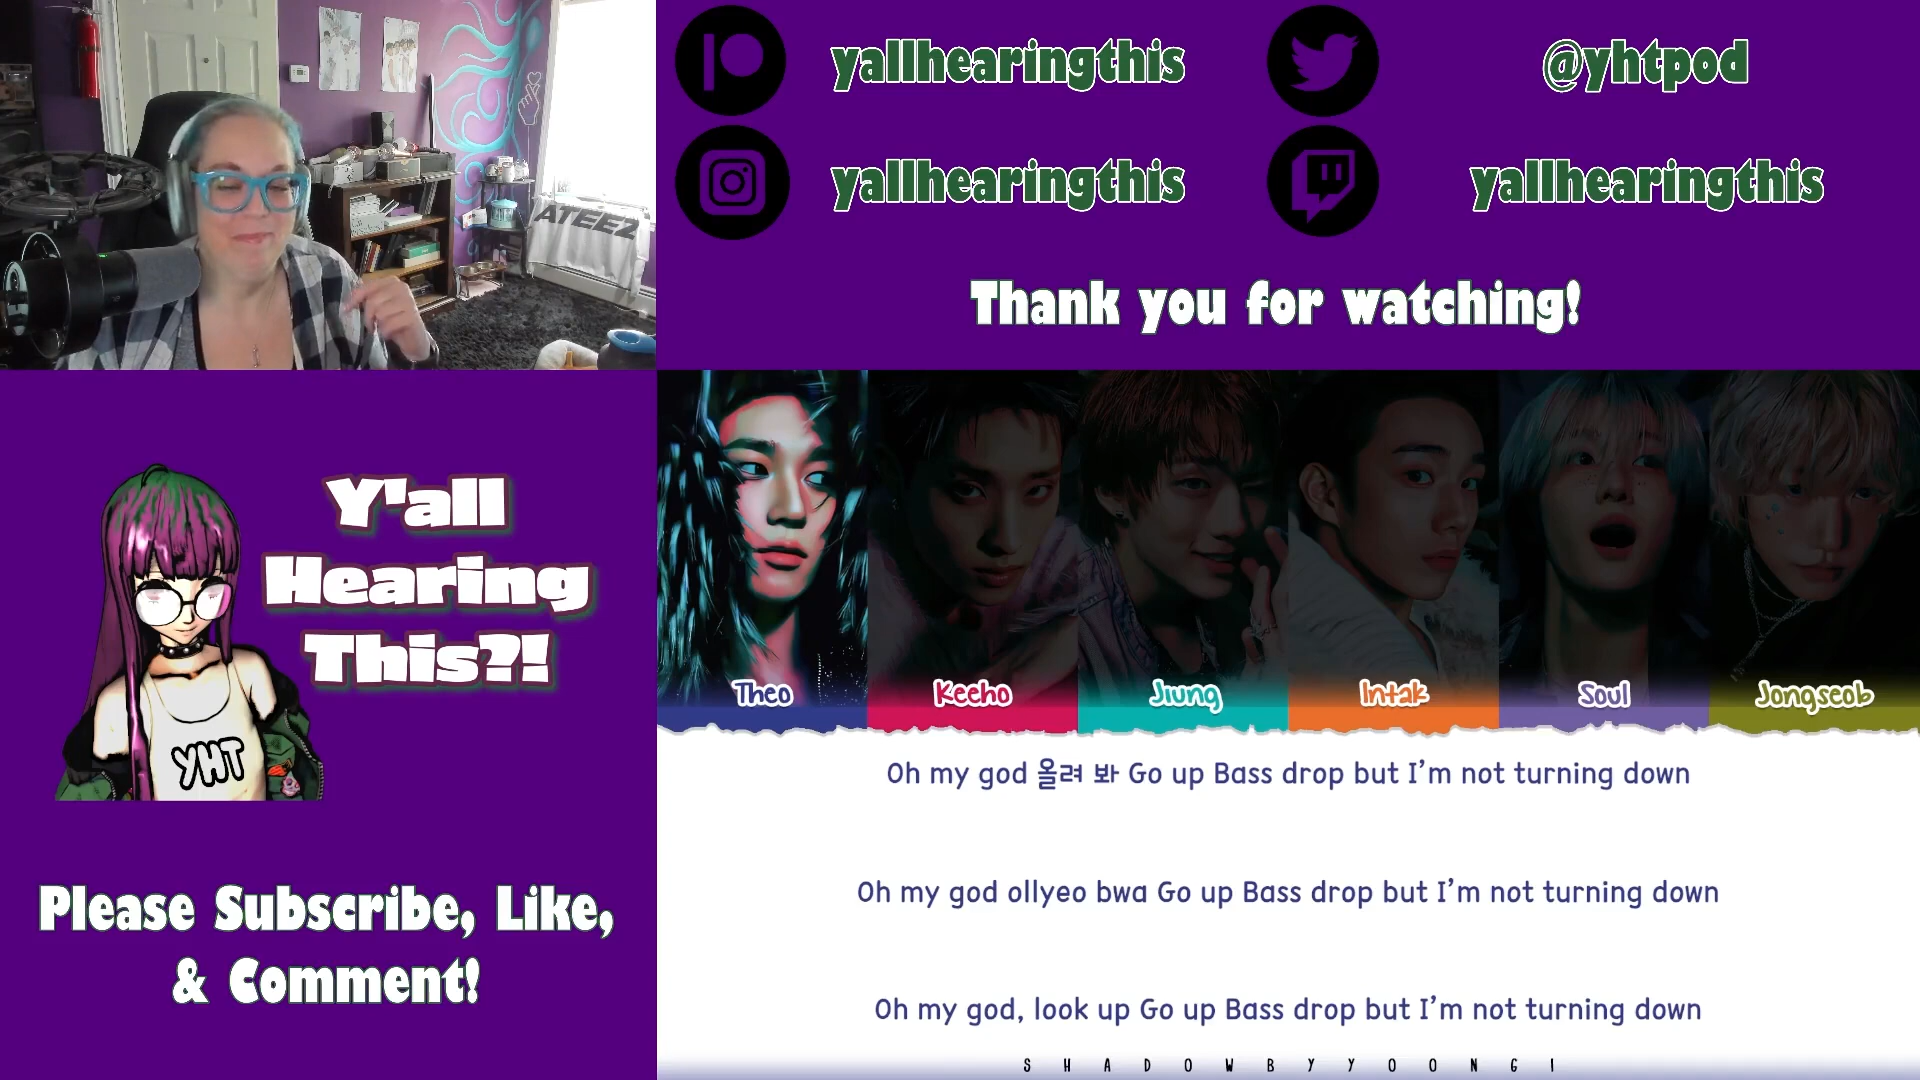 yallhearingthis
@yhtpod
yallhearingthis
yallhearingthis
Thank you for watching!
ATEEZ
Y'all
Hearing
This?!
YHT
Please Subscribe, Like,
& Comment!
Theo
Keeho
Jiung
Intak
Soul
Jongseob
Oh my god 올려 봐 Go up Bass drop but I'm not turning down
Oh my god ollyeo bwa Go up Bass drop but I'm not turning down
Oh my god, look up Go up Bass drop but I'm not turning down
SHADOWBYYOONGI